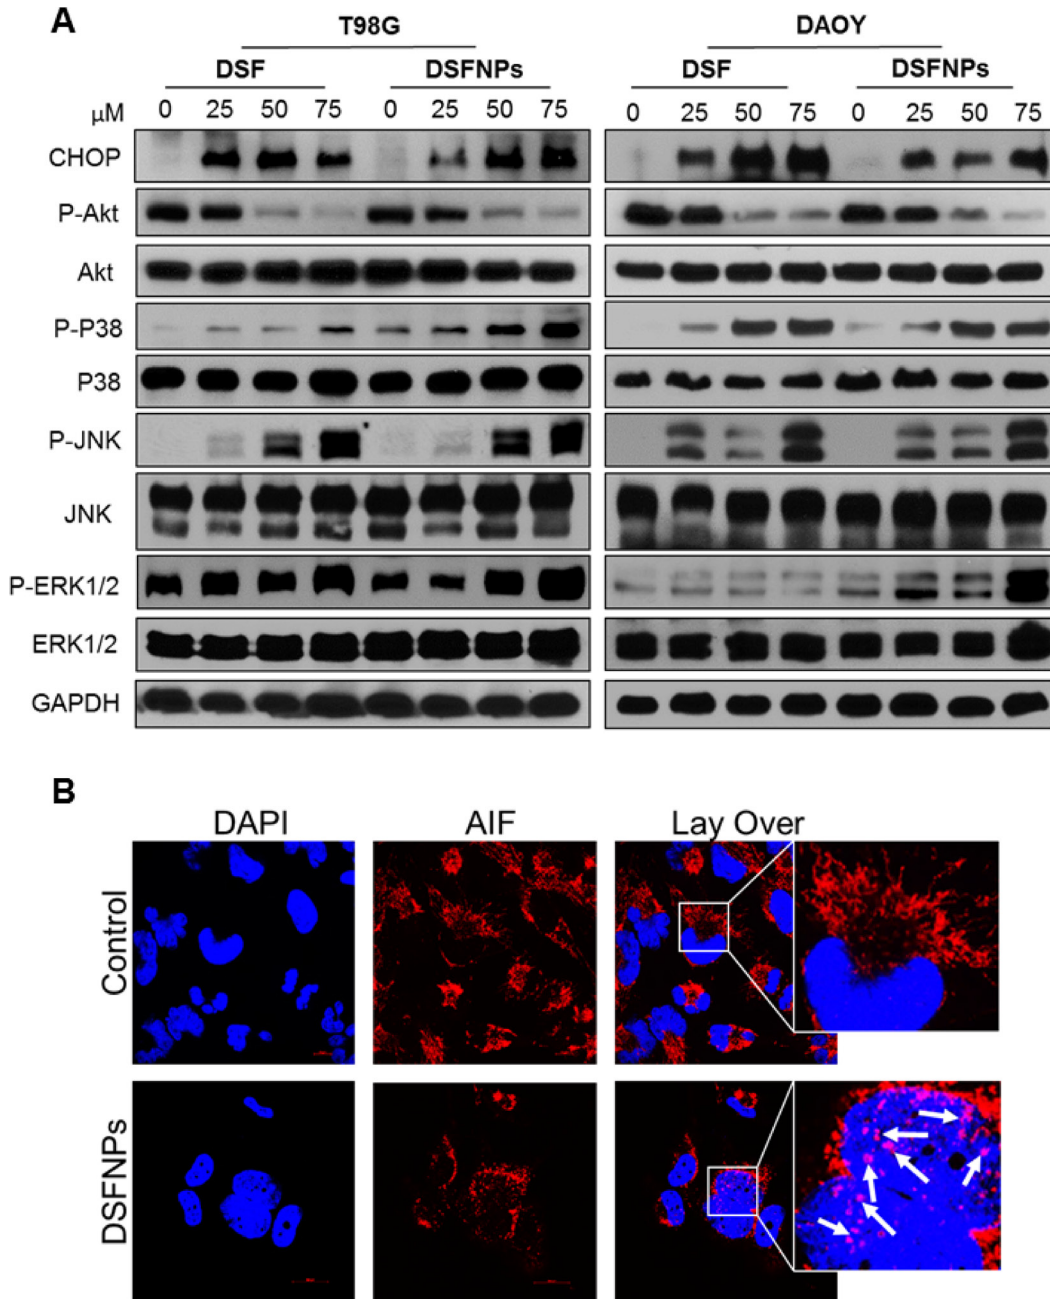 A
T98G DAOY
DSF DSFNPs DSF DSFNPs
μM 0 25 50 75 0 25 50 75 0 25 50 75 0 25 50 75
CHOP
P-Akt
Akt
P-P38
P38
P-JNK
JNK
P-ERK1/2
ERK1/2
GAPDH
B
DAPI AIF Lay Over
Control
DSFNPs